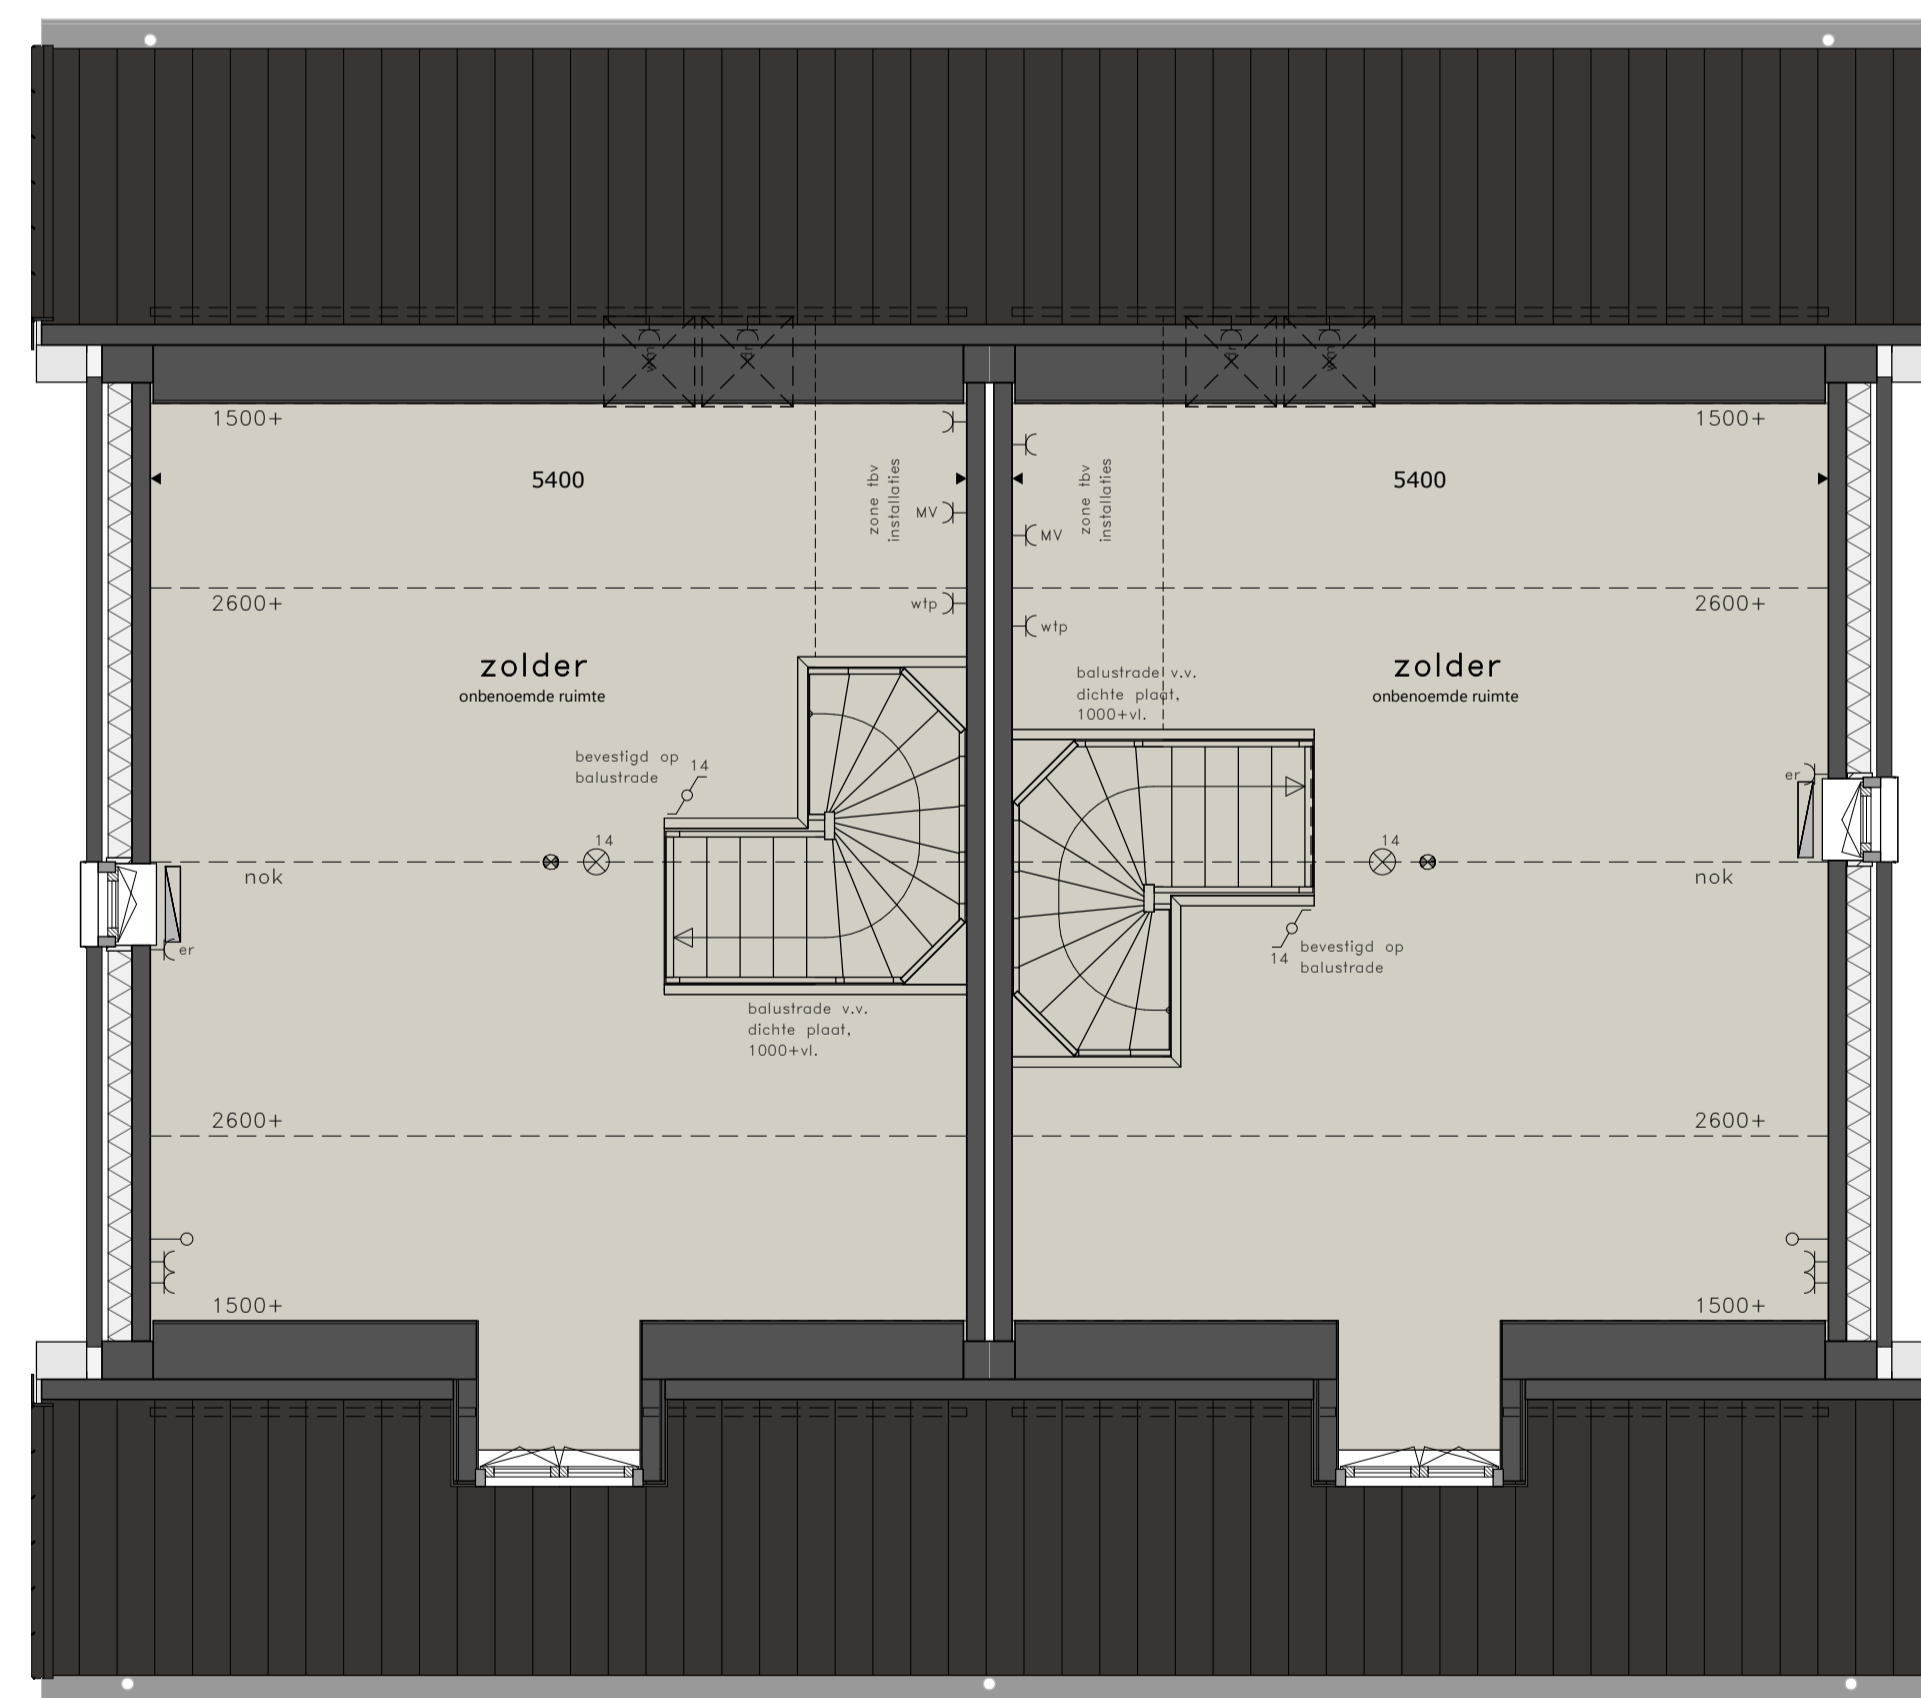 1500+
1500+
5400
5400
zone tbv
installaties
zone tbv
installaties
MV
MV
2600+
2600+
wtp
wtp
zolder
onbenoemde ruimte
zolder
onbenoemde ruimte
balustrade v.v.
dichte plaat,
1000+vl.
bevestigd op
balustrade
14
14
14
er
nok
nok
er
14
bevestigd op
balustrade
balustrade v.v.
dichte plaat,
1000+vl.
2600+
2600+
1500+
1500+